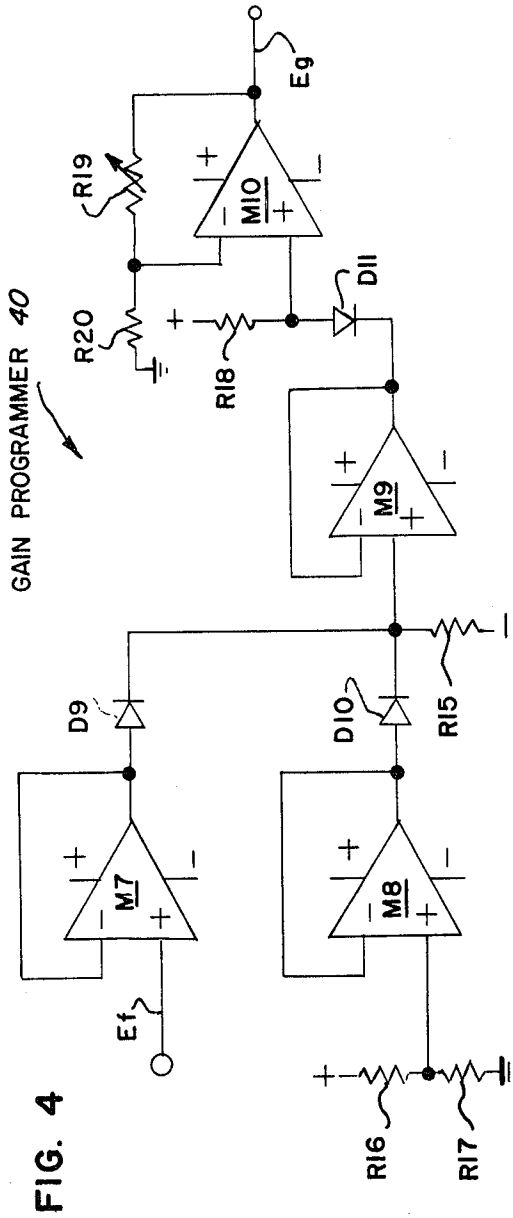 FIG. 4
GAIN PROGRAMMER 40
Ef
M7
+
-
+
-
D9
R16
+
R17
M8
+
-
+
-
D10
R15
-
M9
+
-
+
-
D11
R18
+
R20
R19
M10
+
-
+
-
Eg